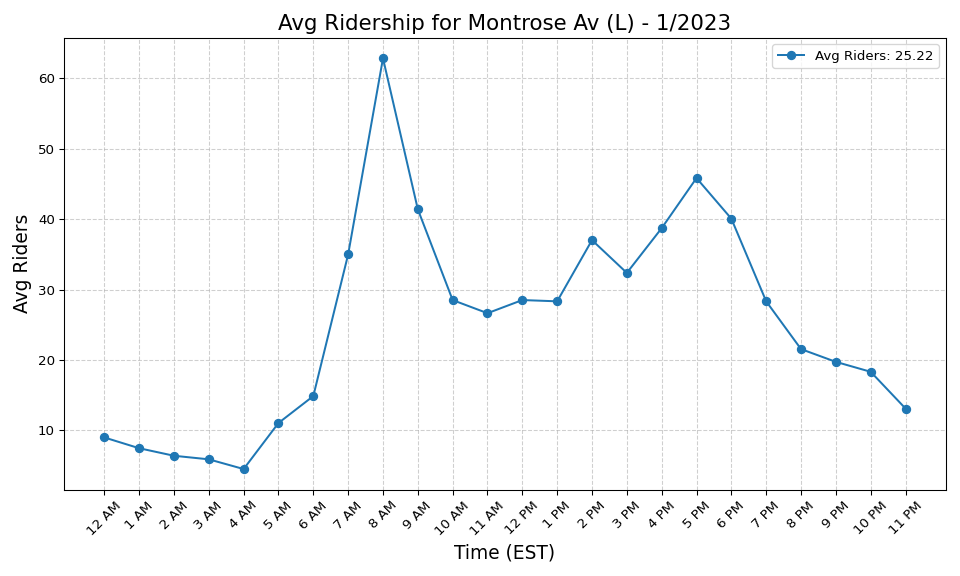 Avg Ridership for Montrose Av (L) - 1/2023
Avg Riders: 25.22
Avg Riders
60
50
40
30
20
10
12 AM
1 AM
2 AM
3 AM
4 AM
5 AM
6 AM
7 AM
8 AM
9 AM
10 AM
11 AM
12 PM
1 PM
2 PM
3 PM
4 PM
5 PM
6 PM
7 PM
8 PM
9 PM
10 PM
11 PM
Time (EST)